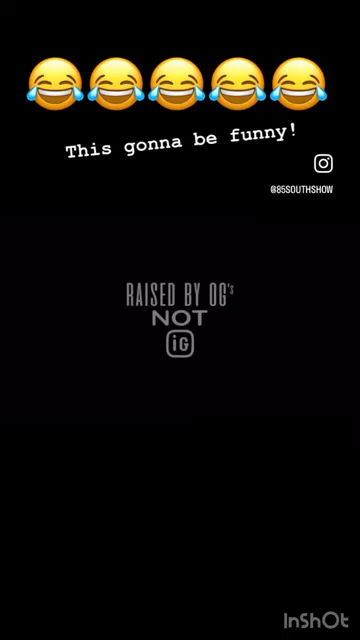 This gonna be funny!
@85SOUTHSHOW
RAISED BY OG's
NOT
iG
InShOt